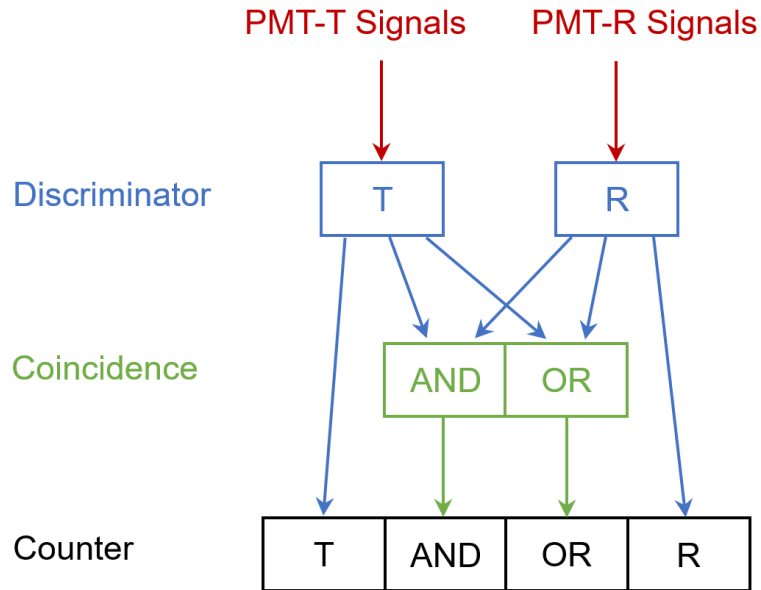 PMT-T Signals PMT-R Signals
Discriminator T R
Coincidence AND OR
Counter T AND OR R